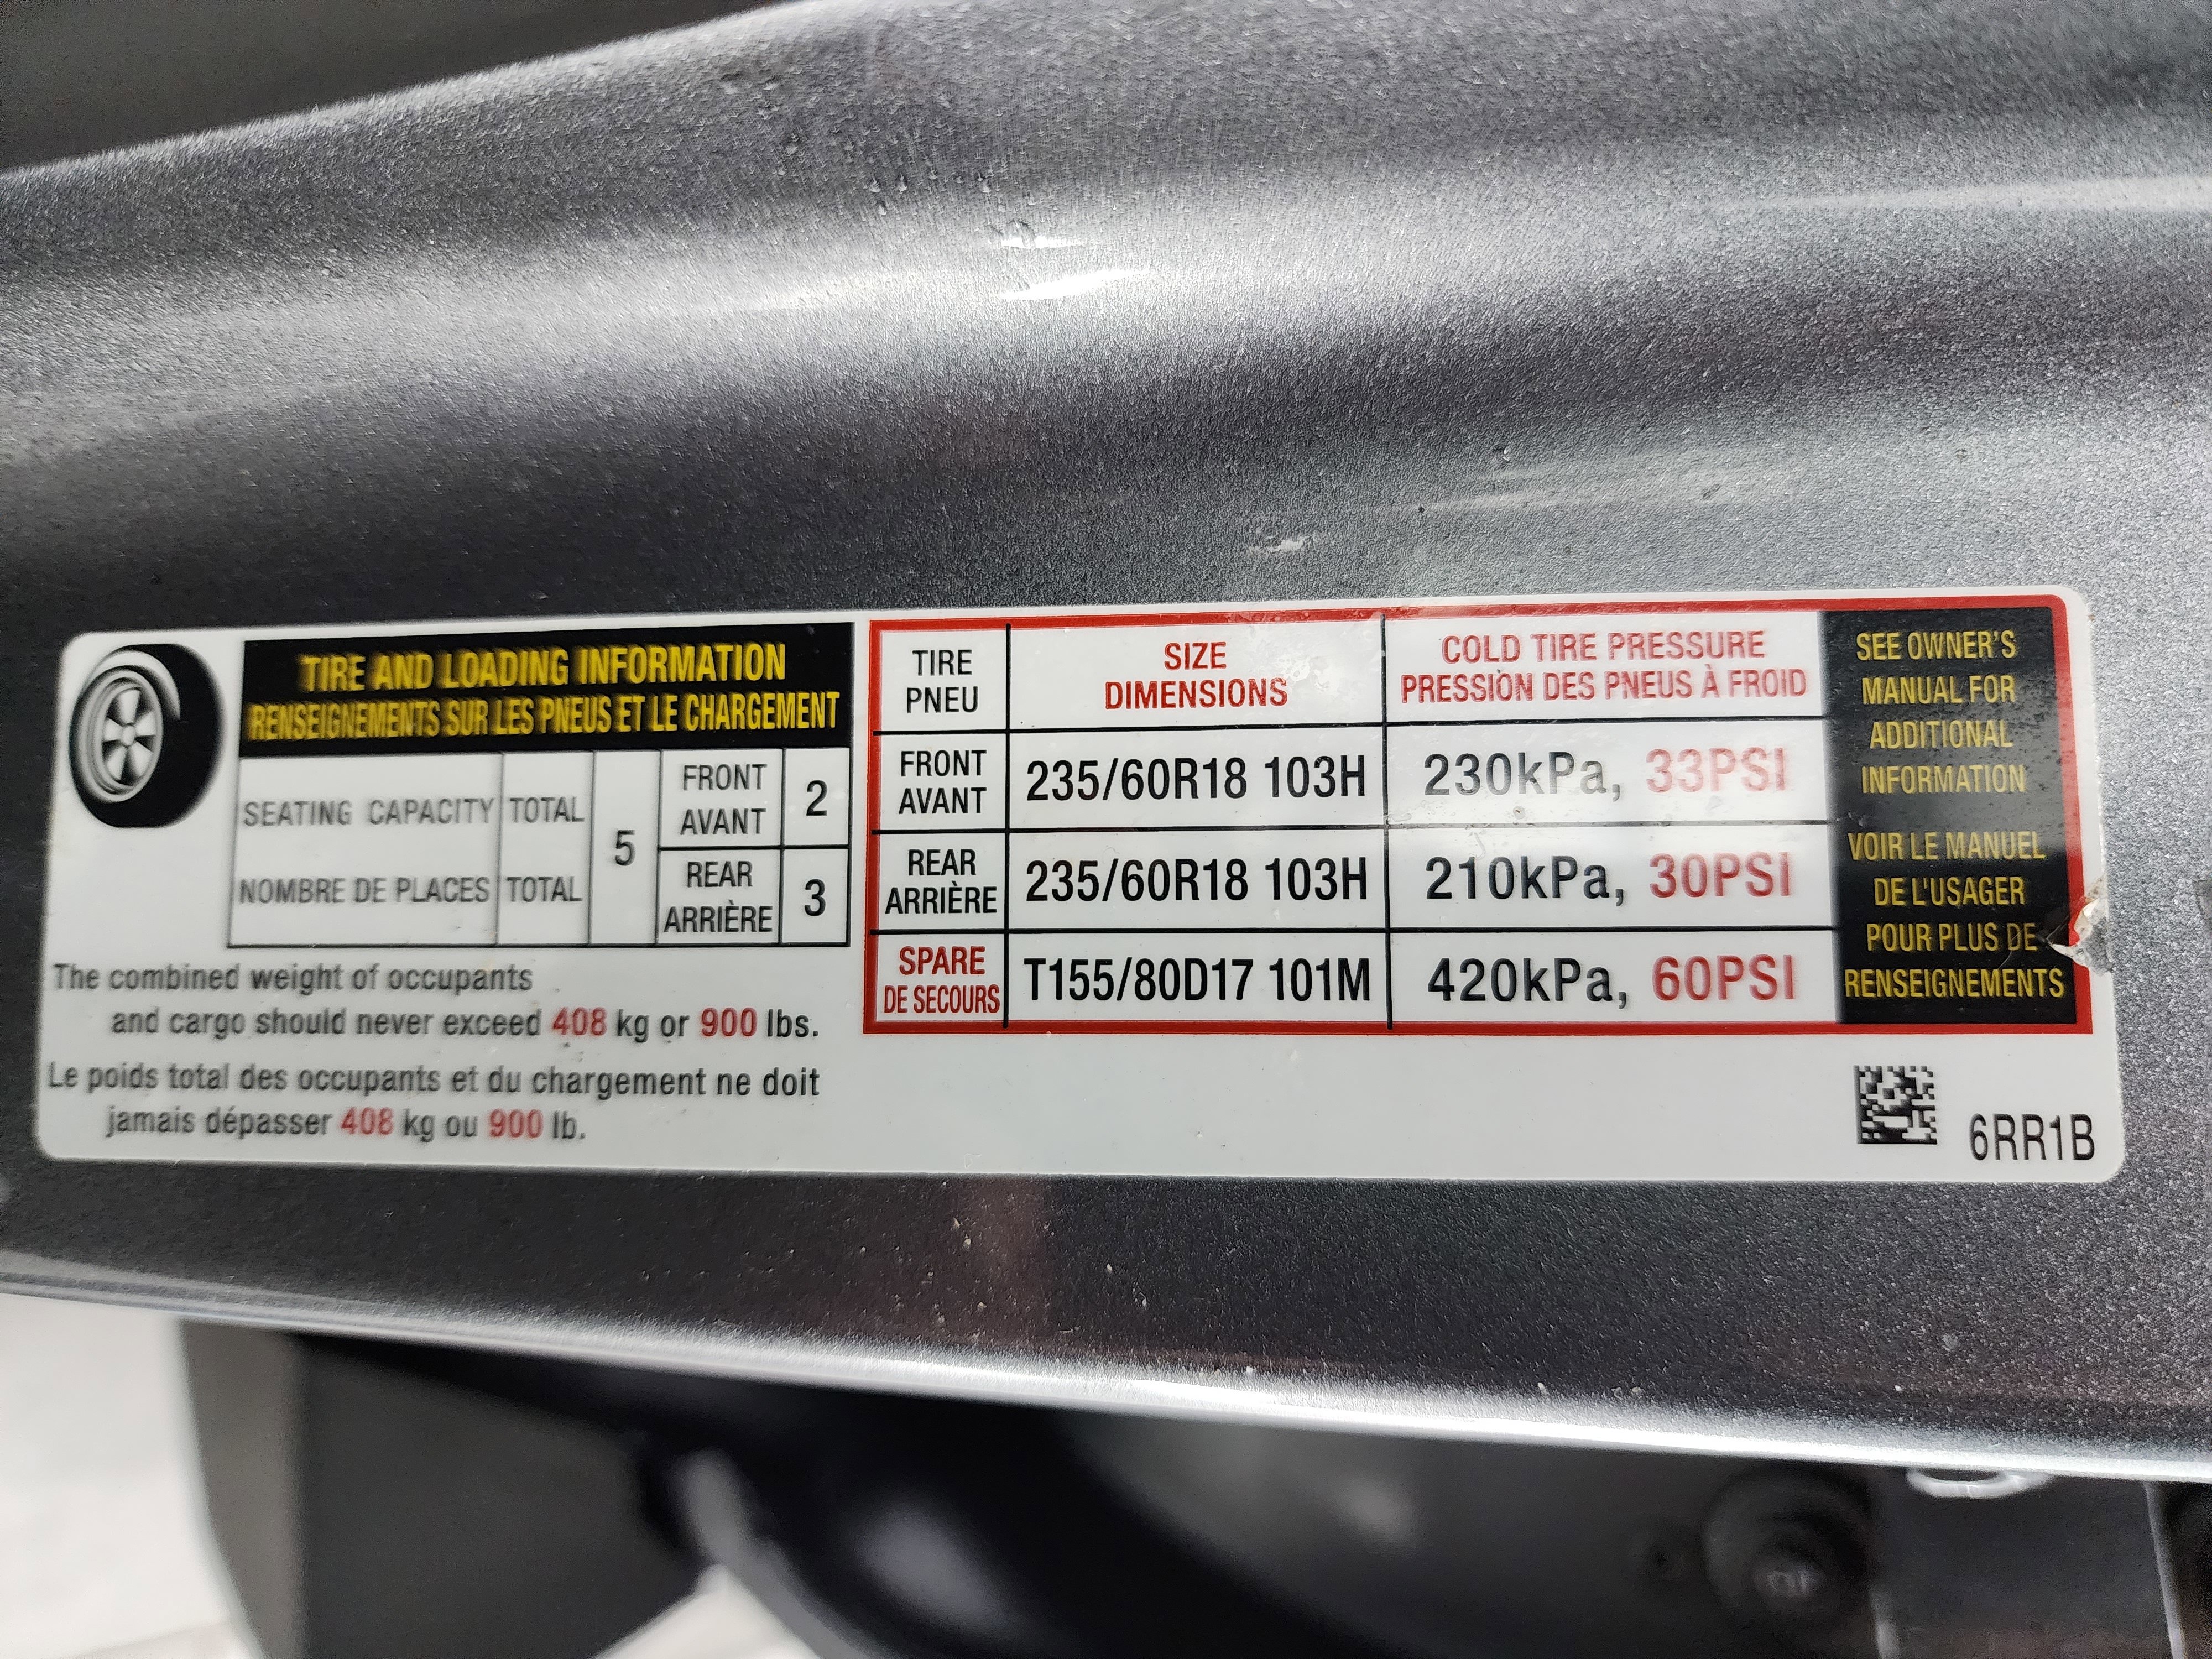 TIRE AND LOADING INFORMATION
RENSEIGNEMENTS SUR LES PNEUS ET LE CHARGEMENT
SEATING CAPACITY TOTAL
NOMBRE DE PLACES TOTAL
5
FRONT
AVANT
2
REAR
ARRIÈRE
3
The combined weight of occupants
and cargo should never exceed 408 kg or 900 lbs.
Le poids total des occupants et du chargement ne doit
jamais dépasser 408 kg ou 900 lb.
TIRE
PNEU
SIZE
DIMENSIONS
COLD TIRE PRESSURE
PRESSION DES PNEUS À FROID
FRONT
AVANT
235/60R18 103H
230kPa, 33PSI
REAR
ARRIÈRE
235/60R18 103H
210kPa, 30PSI
SPARE
DE SECOURS
T155/80D17 101M
420kPa, 60PSI
SEE OWNER'S
MANUAL FOR
ADDITIONAL
INFORMATION
VOIR LE MANUEL
DE L'USAGER
POUR PLUS DE
RENSEIGNEMENTS
6RR1B